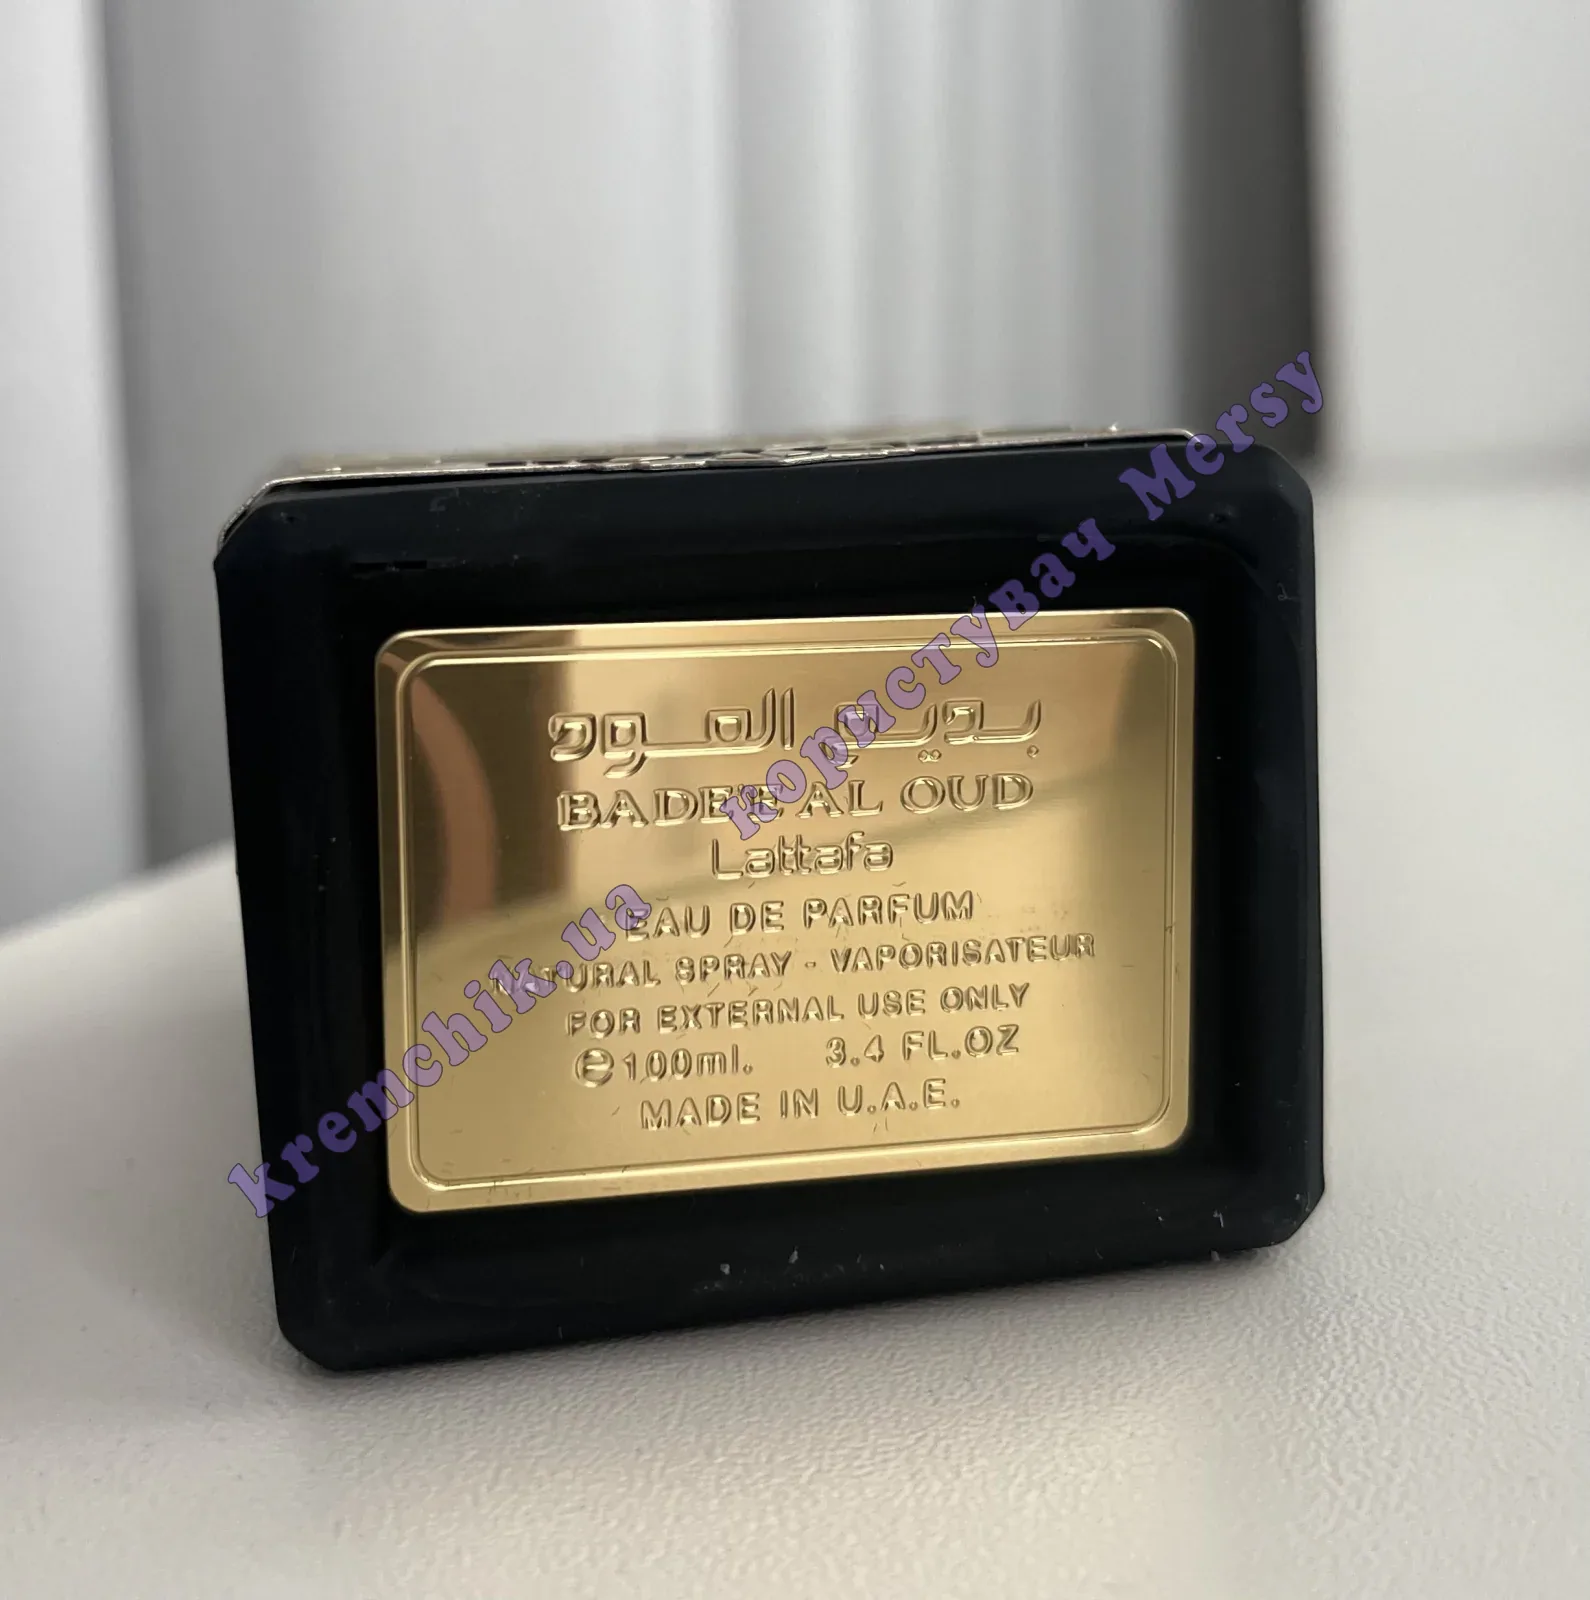 بديع العود
BADE'E AL OUD
Lattafa
EAU DE PARFUM
NATURAL SPRAY - VAPORISATEUR
FOR EXTERNAL USE ONLY
℮100ml. 3.4 FL.OZ
MADE IN U.A.E.
kremchik.ua користувач Mersy